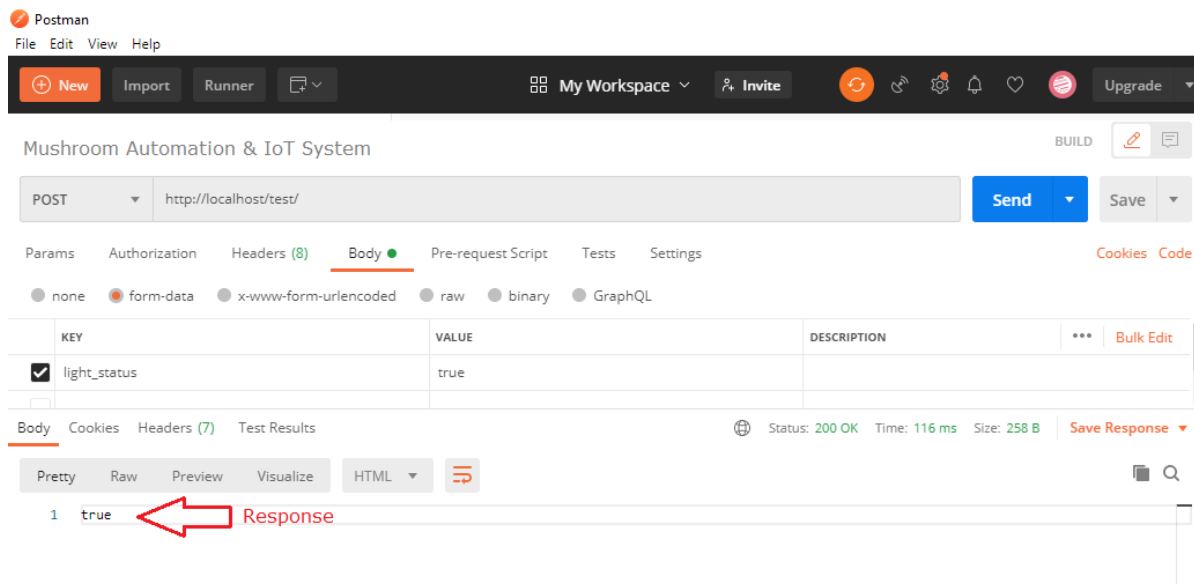 Postman
File Edit View Help
New Import Runner My Workspace Invite Upgrade
Mushroom Automation & IoT System BUILD
POST http://localhost/test/ Send Save
Params Authorization Headers (8) Body Pre-request Script Tests Settings Cookies Code
none form-data x-www-form-urlencoded raw binary GraphQL
KEY VALUE DESCRIPTION ••• Bulk Edit
light_status true
Body Cookies Headers (7) Test Results Status: 200 OK Time: 116 ms Size: 258 B Save Response
Pretty Raw Preview Visualize HTML
1 true Response